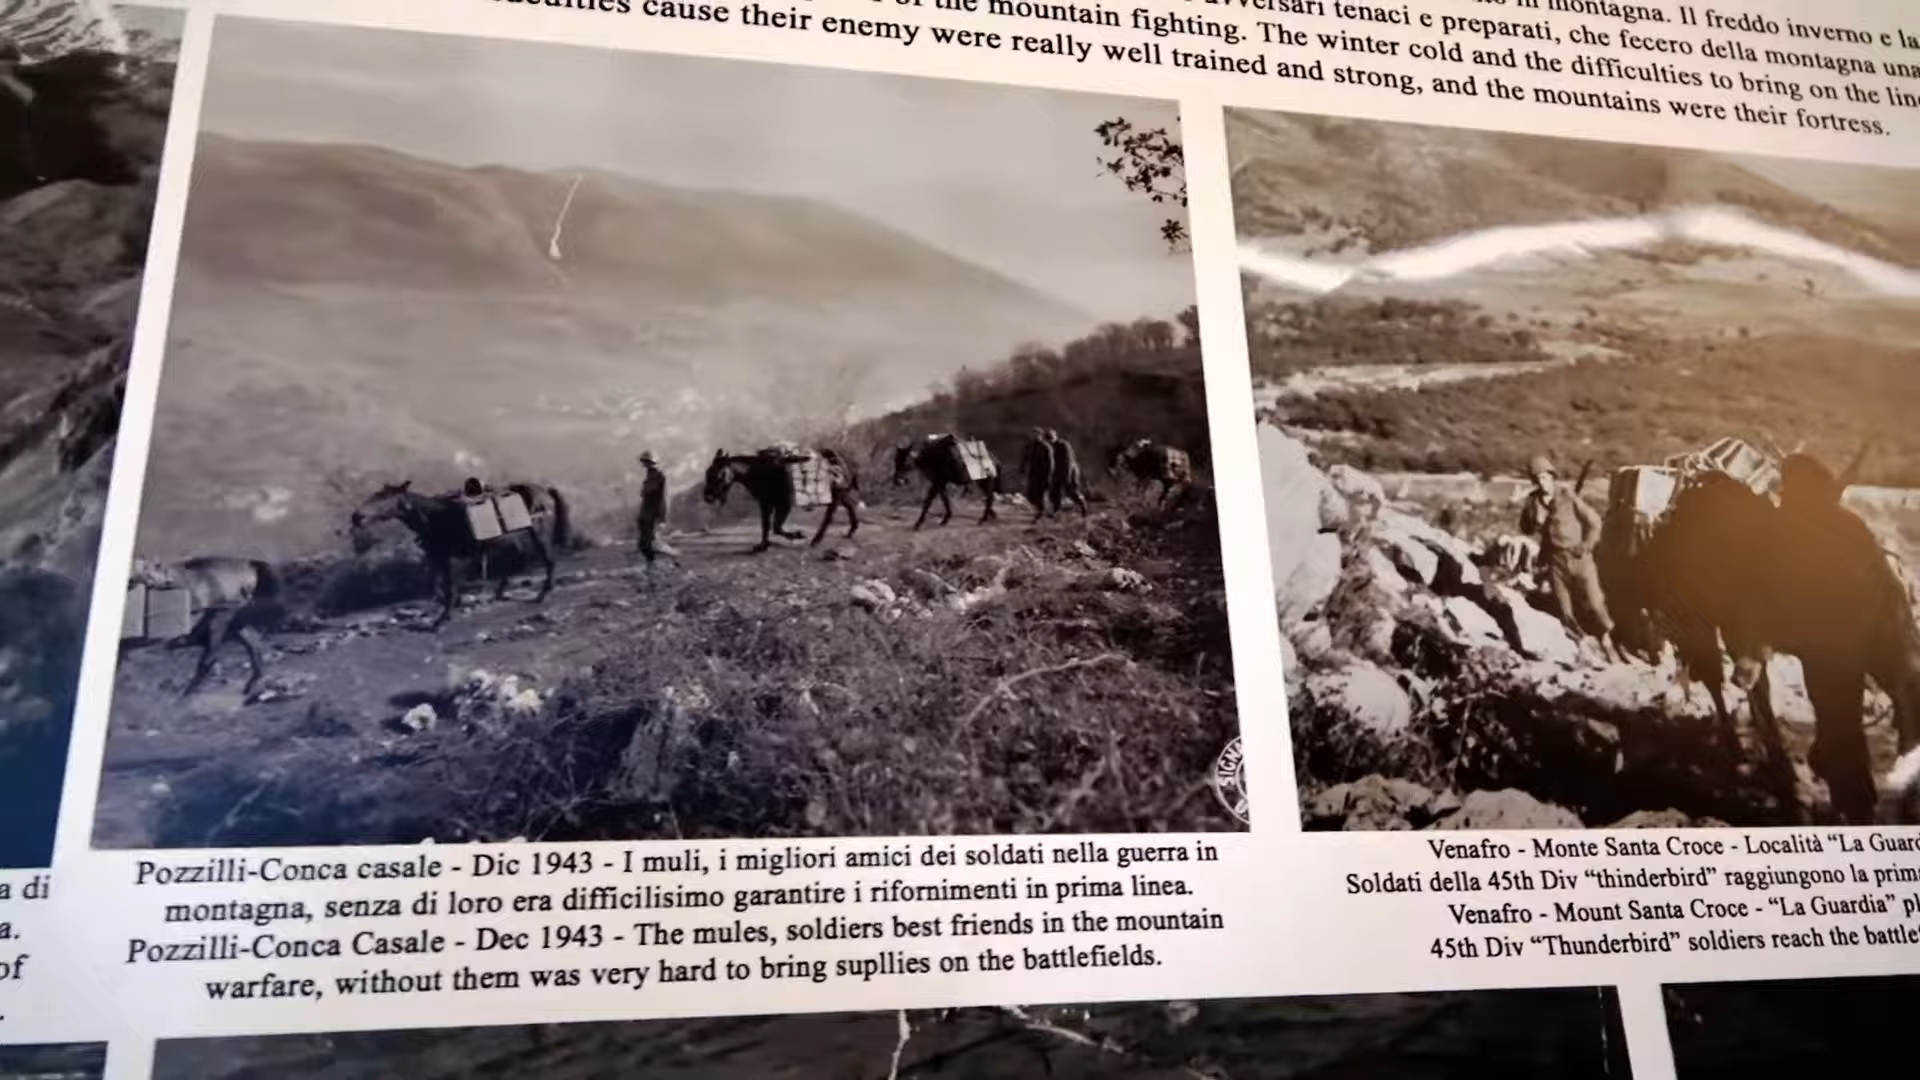 montagna. Il freddo inverno e la
avversari tenaci e preparati, che fecero della montagna una
of the mountain fighting. The winter cold and the difficulties to bring on the line
cause their enemy were really well trained and strong, and the mountains were their fortress.
Pozzilli-Conca casale - Dic 1943 - I muli, i migliori amici dei soldati nella guerra in
montagna, senza di loro era difficilisimo garantire i rifornimenti in prima linea.
Pozzilli-Conca Casale - Dec 1943 - The mules, soldiers best friends in the mountain
warfare, without them was very hard to bring supllies on the battlefields.
Venafro - Monte Santa Croce - Località “La Guard
Soldati della 45th Div “thinderbird” raggiungono la prim
Venafro - Mount Santa Croce - “La Guardia” pl
45th Div “Thunderbird” soldiers reach the battle
a di
a.
of
SIGN